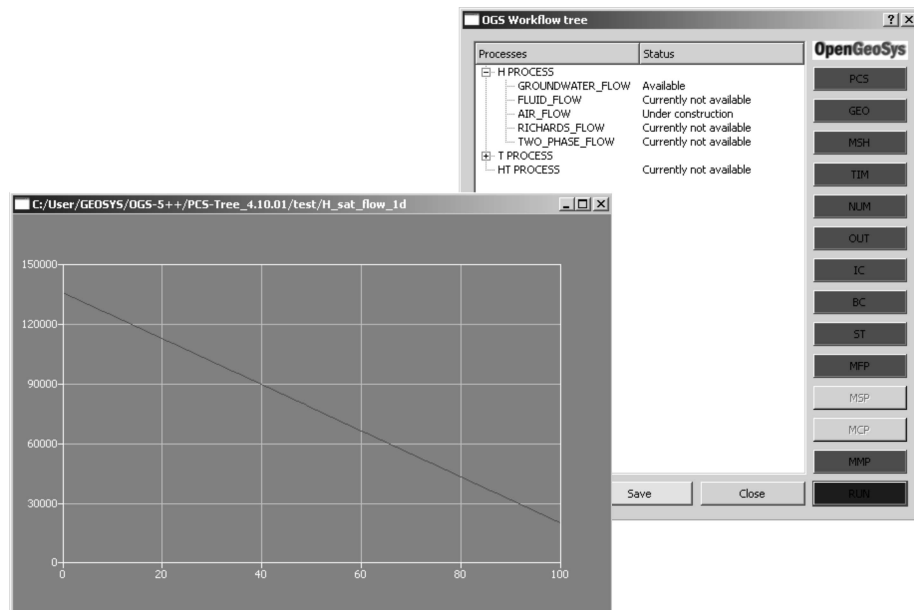 OGS Workflow tree
Processes Status
OpenGeoSys
H PROCESS
GROUNDWATER_FLOW Available
FLUID_FLOW Currently not available
AIR_FLOW Under construction
RICHARDS_FLOW Currently not available
TWO_PHASE_FLOW Currently not available
T PROCESS
HT PROCESS Currently not available
PCS
GEO
MSH
TIM
NUM
OUT
IC
BC
ST
MFP
MSP
MCP
MMP
RUN
Save Close
C:/User/GEOSYS/OGS-5++/PCS-Tree_4.10.01/test/H_sat_flow_1d
150000
120000
90000
60000
30000
0
0 20 40 60 80 100